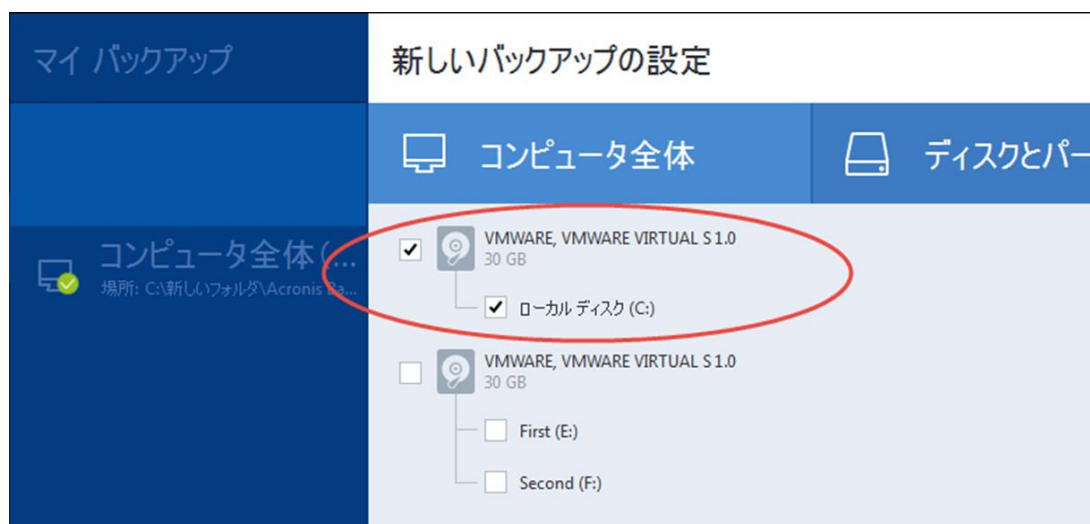 マイ バックアップ
新しいバックアップの設定
コンピュータ全体
ディスクとパー
コンピュータ全体 (...
場所: C:\新しいフォルダ\Acronis Ba...
VMWARE, VMWARE VIRTUAL S 1.0
30 GB
ローカル ディスク (C:)
VMWARE, VMWARE VIRTUAL S 1.0
30 GB
First (E:)
Second (F:)